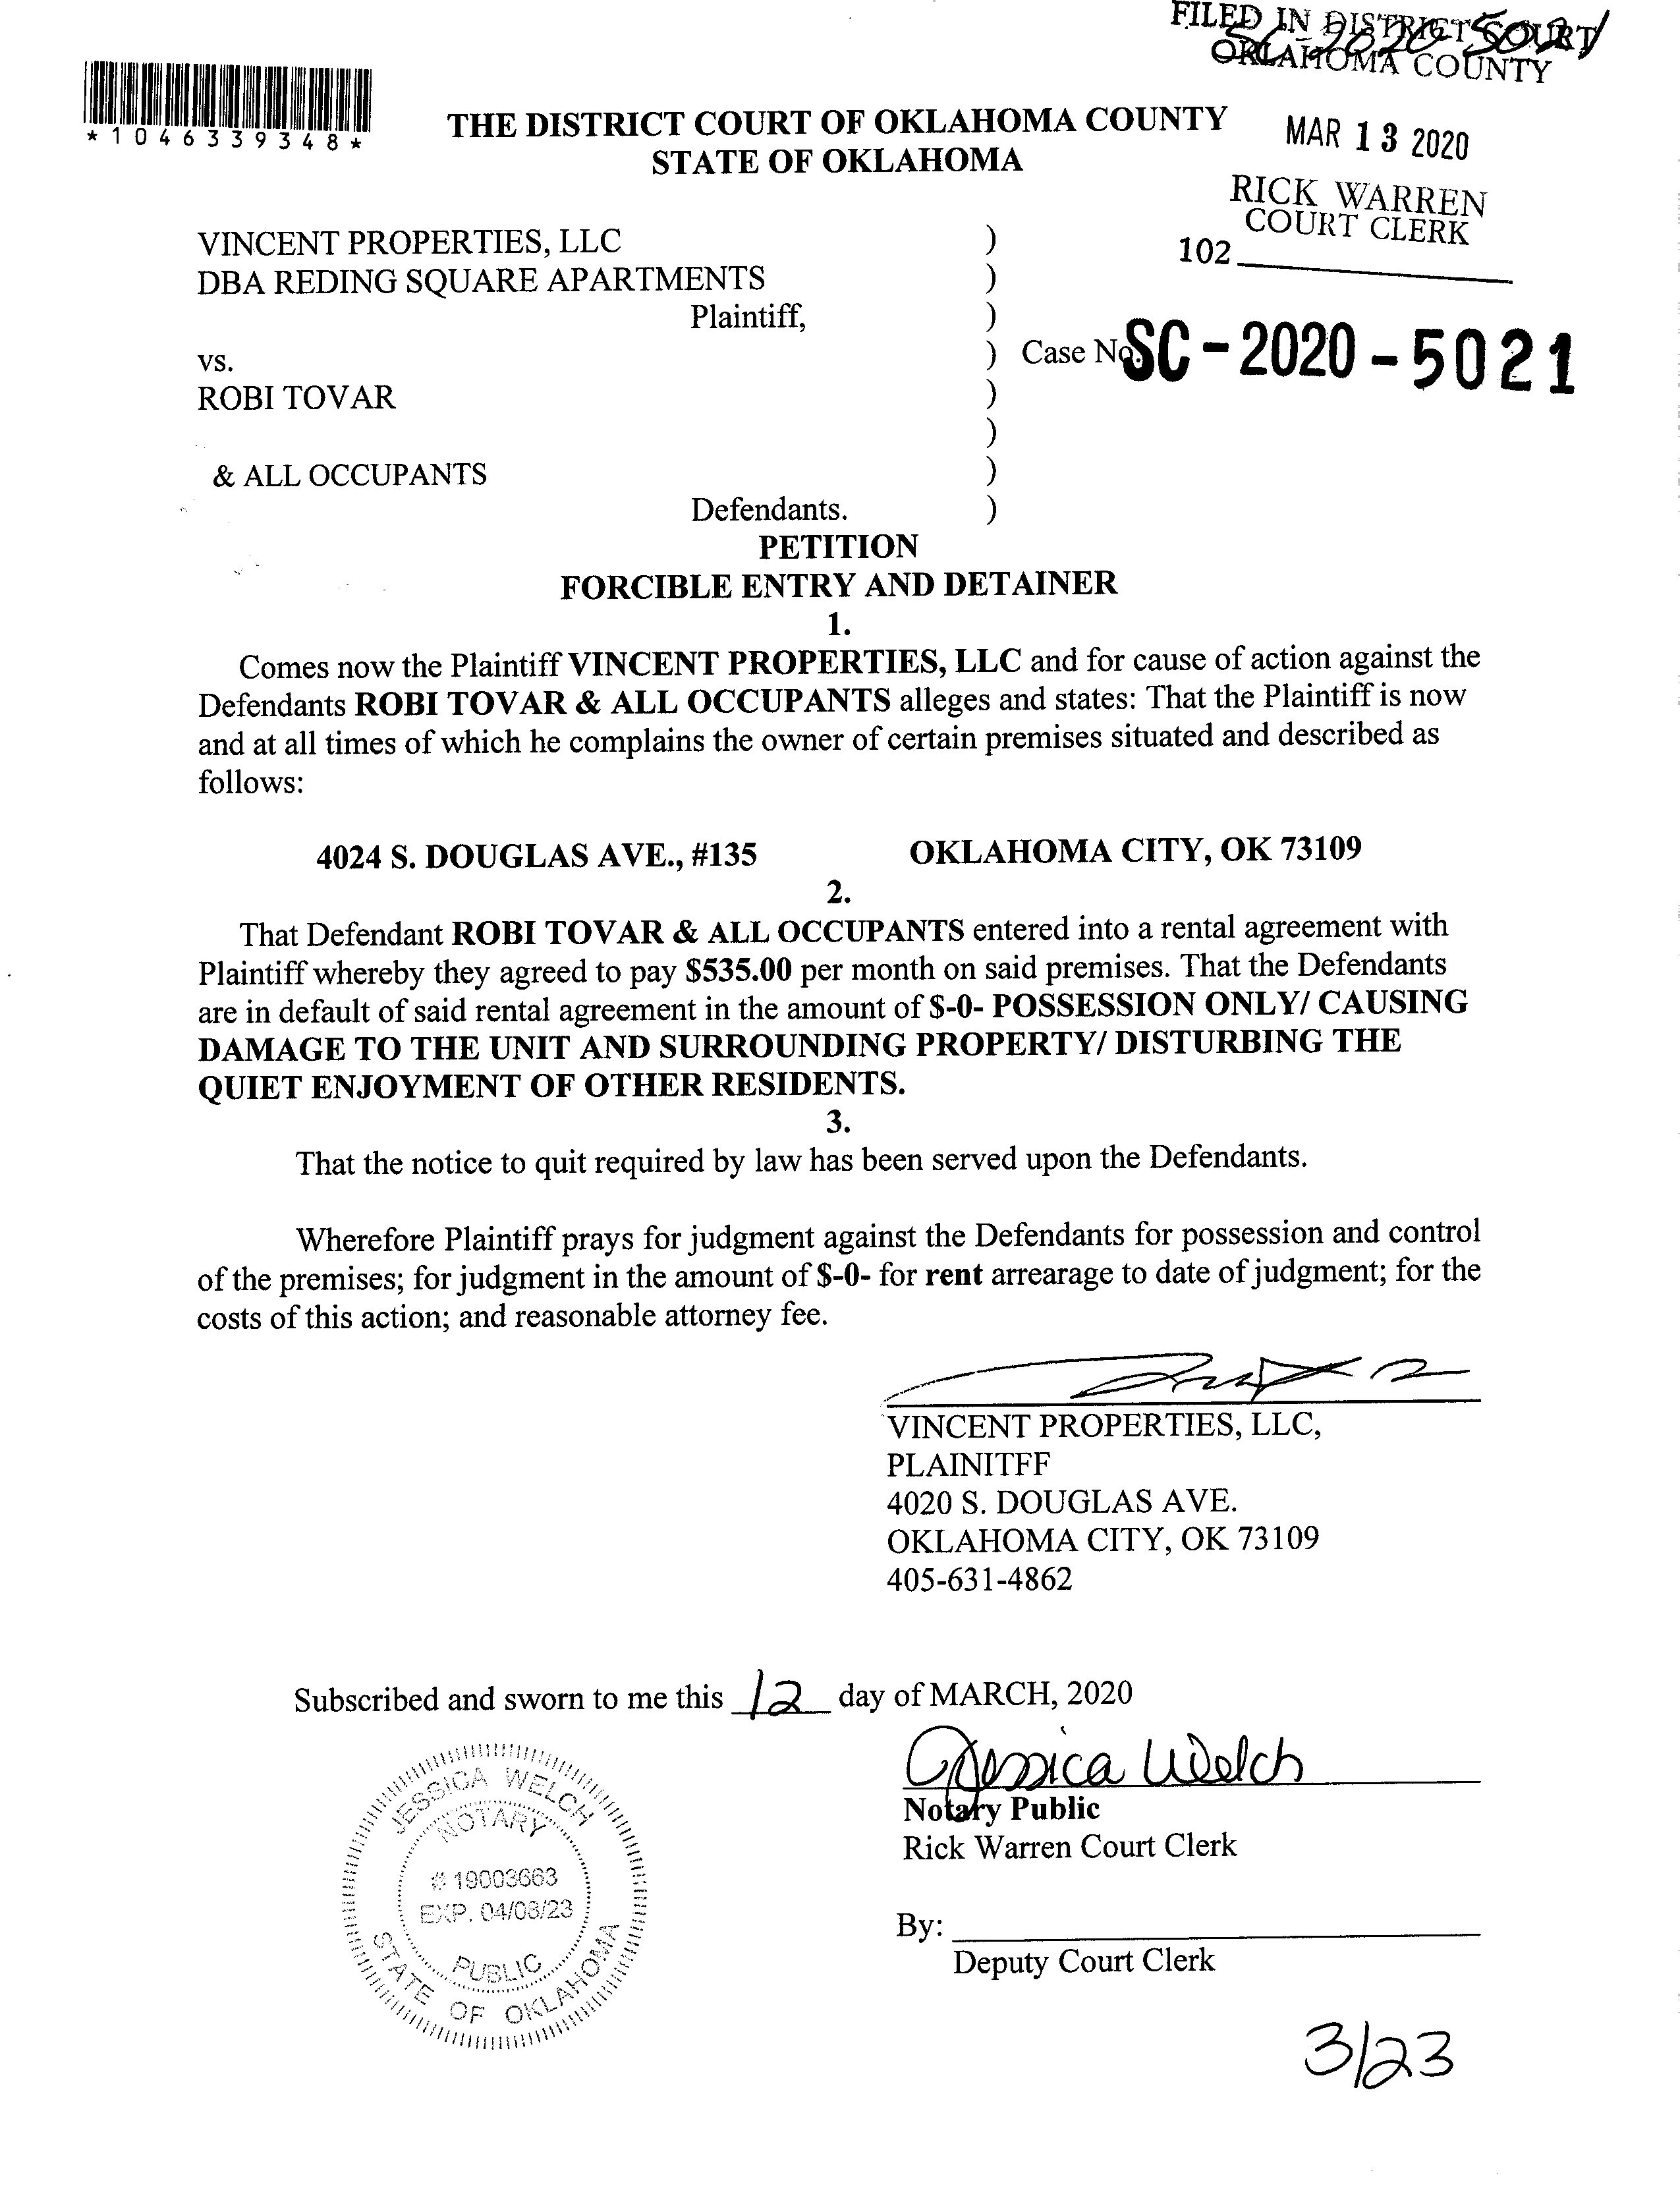 FILED IN DISTRICT COURT
OKLAHOMA COUNTY
SC-2020-5021
*1046339348*
THE DISTRICT COURT OF OKLAHOMA COUNTY
STATE OF OKLAHOMA
MAR 13 2020
RICK WARREN
COURT CLERK
102
VINCENT PROPERTIES, LLC )
DBA REDING SQUARE APARTMENTS )
Plaintiff, )
vs. ) Case No. SC-2020-5021
ROBI TOVAR )
)
& ALL OCCUPANTS )
Defendants. )
PETITION
FORCIBLE ENTRY AND DETAINER
1.
Comes now the Plaintiff VINCENT PROPERTIES, LLC and for cause of action against the
Defendants ROBI TOVAR & ALL OCCUPANTS alleges and states: That the Plaintiff is now
and at all times of which he complains the owner of certain premises situated and described as
follows:
4024 S. DOUGLAS AVE., #135 OKLAHOMA CITY, OK 73109
2.
That Defendant ROBI TOVAR & ALL OCCUPANTS entered into a rental agreement with
Plaintiff whereby they agreed to pay $535.00 per month on said premises. That the Defendants
are in default of said rental agreement in the amount of $-0- POSSESSION ONLY/ CAUSING
DAMAGE TO THE UNIT AND SURROUNDING PROPERTY/ DISTURBING THE
QUIET ENJOYMENT OF OTHER RESIDENTS.
3.
That the notice to quit required by law has been served upon the Defendants.
Wherefore Plaintiff prays for judgment against the Defendants for possession and control
of the premises; for judgment in the amount of $-0- for rent arrearage to date of judgment; for the
costs of this action; and reasonable attorney fee.
VINCENT PROPERTIES, LLC,
PLAINITFF
4020 S. DOUGLAS AVE.
OKLAHOMA CITY, OK 73109
405-631-4862
Subscribed and sworn to me this 12 day of MARCH, 2020
Jessica Welch
Notary Public
Rick Warren Court Clerk
JESSICA WELCH
NOTARY
# 19003663
EXP. 04/08/23
PUBLIC
STATE OF OKLAHOMA
By:
Deputy Court Clerk
3/23